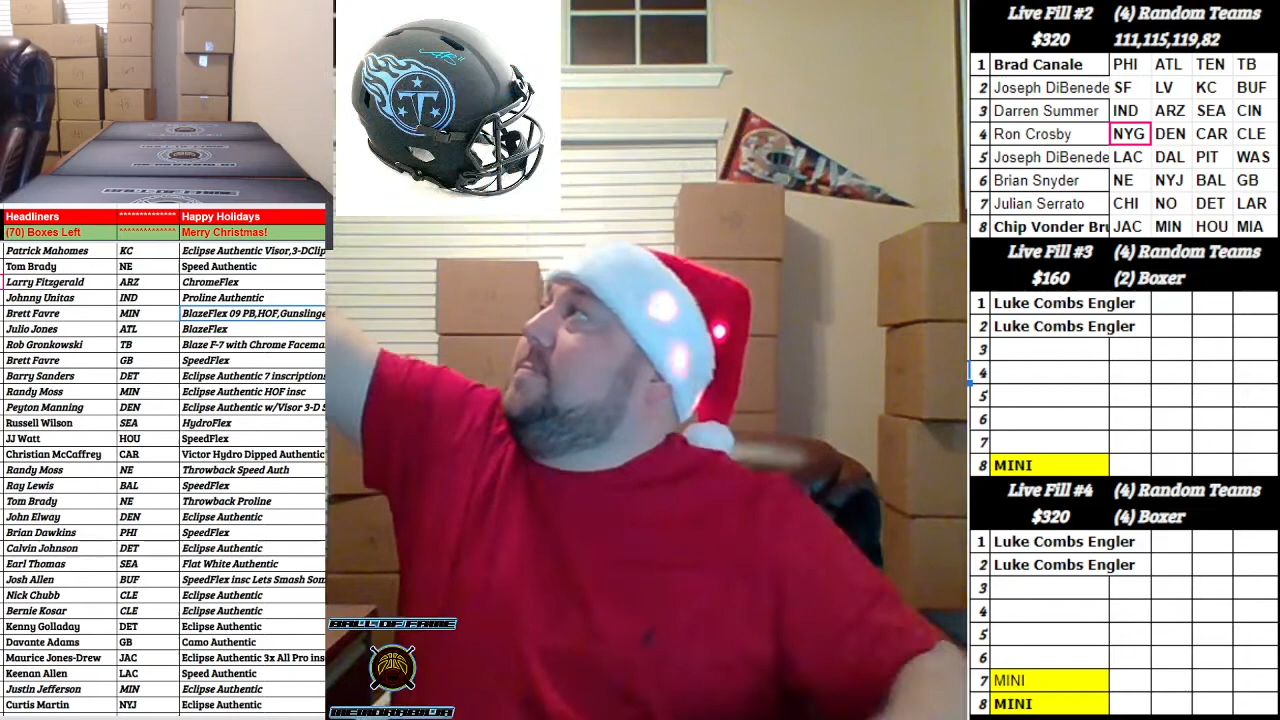 Headliners ************** Happy Holidays
(70) Boxes Left ************** Merry Christmas!
Patrick Mahomes KC Eclipse Authentic Visor,3-DClip
Tom Brady NE Speed Authentic
Larry Fitzgerald ARZ ChromeFlex
Johnny Unitas IND Proline Authentic
Brett Favre MIN BlazeFlex 09 PB,HOF,Gunslinge
Julio Jones ATL BlazeFlex
Rob Gronkowski TB Blaze F-7 with Chrome Facema
Brett Favre GB SpeedFlex
Barry Sanders DET Eclipse Authentic 7 inscriptions
Randy Moss MIN Eclipse Authentic HOF insc
Peyton Manning DEN Eclipse Authentic w/Visor 3-D S
Russell Wilson SEA HydroFlex
JJ Watt HOU SpeedFlex
Christian McCaffrey CAR Victor Hydro Dipped Authentic
Randy Moss NE Throwback Speed Auth
Ray Lewis BAL SpeedFlex
Tom Brady NE Throwback Proline
John Elway DEN Eclipse Authentic
Brian Dawkins PHI SpeedFlex
Calvin Johnson DET Eclipse Authentic
Earl Thomas SEA Flat White Authentic
Josh Allen BUF SpeedFlex insc Lets Smash Som
Nick Chubb CLE Eclipse Authentic
Bernie Kosar CLE Eclipse Authentic
Kenny Golladay DET Eclipse Authentic
Davante Adams GB Camo Authentic
Maurice Jones-Drew JAC Eclipse Authentic 3x All Pro ins
Keenan Allen LAC Speed Authentic
Justin Jefferson MIN Eclipse Authentic
Curtis Martin NYJ Eclipse Authentic
BALL OF FAME
MEMORABILIA
Live Fill #2 (4) Random Teams
$320 111,115,119,82
1 Brad Canale PHI ATL TEN TB
2 Joseph DiBenede SF LV KC BUF
3 Darren Summer IND ARZ SEA CIN
4 Ron Crosby NYG DEN CAR CLE
5 Joseph DiBenede LAC DAL PIT WAS
6 Brian Snyder NE NYJ BAL GB
7 Julian Serrato CHI NO DET LAR
8 Chip Vonder Bru JAC MIN HOU MIA
Live Fill #3 (4) Random Teams
$160 (2) Boxer
1 Luke Combs Engler
2 Luke Combs Engler
3
4
5
6
7
8 MINI
Live Fill #4 (4) Random Teams
$320 (4) Boxer
1 Luke Combs Engler
2 Luke Combs Engler
3
4
5
6
7 MINI
8 MINI